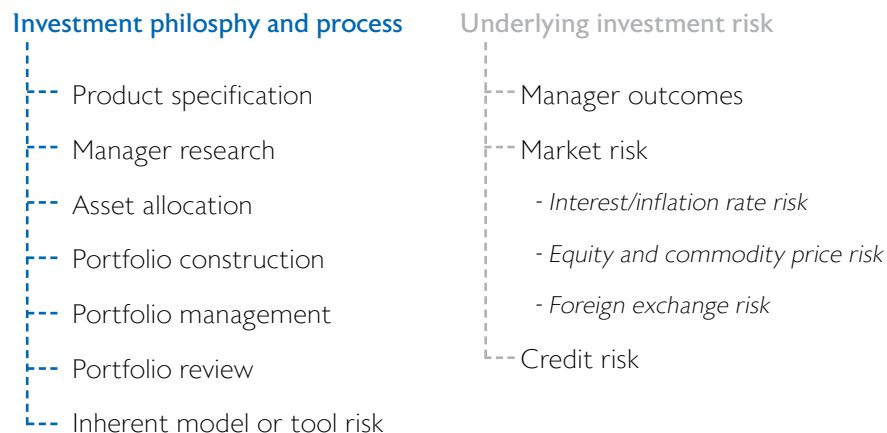 Investment philosphy and process
Product specification
Manager research
Asset allocation
Portfolio construction
Portfolio management
Portfolio review
Inherent model or tool risk
Underlying investment risk
Manager outcomes
Market risk
- Interest/inflation rate risk
- Equity and commodity price risk
- Foreign exchange risk
Credit risk